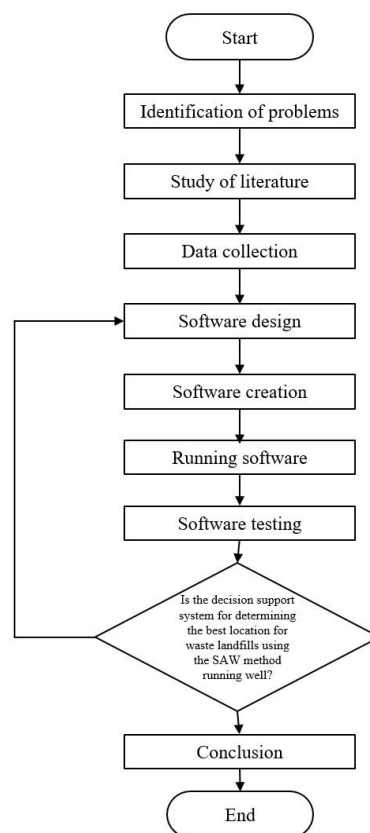 Start
Identification of problems
Study of literature
Data collection
Software design
Software creation
Running software
Software testing
Is the decision support
system for determining
the best location for
waste landfills using
the SAW method
running well?
Conclusion
End